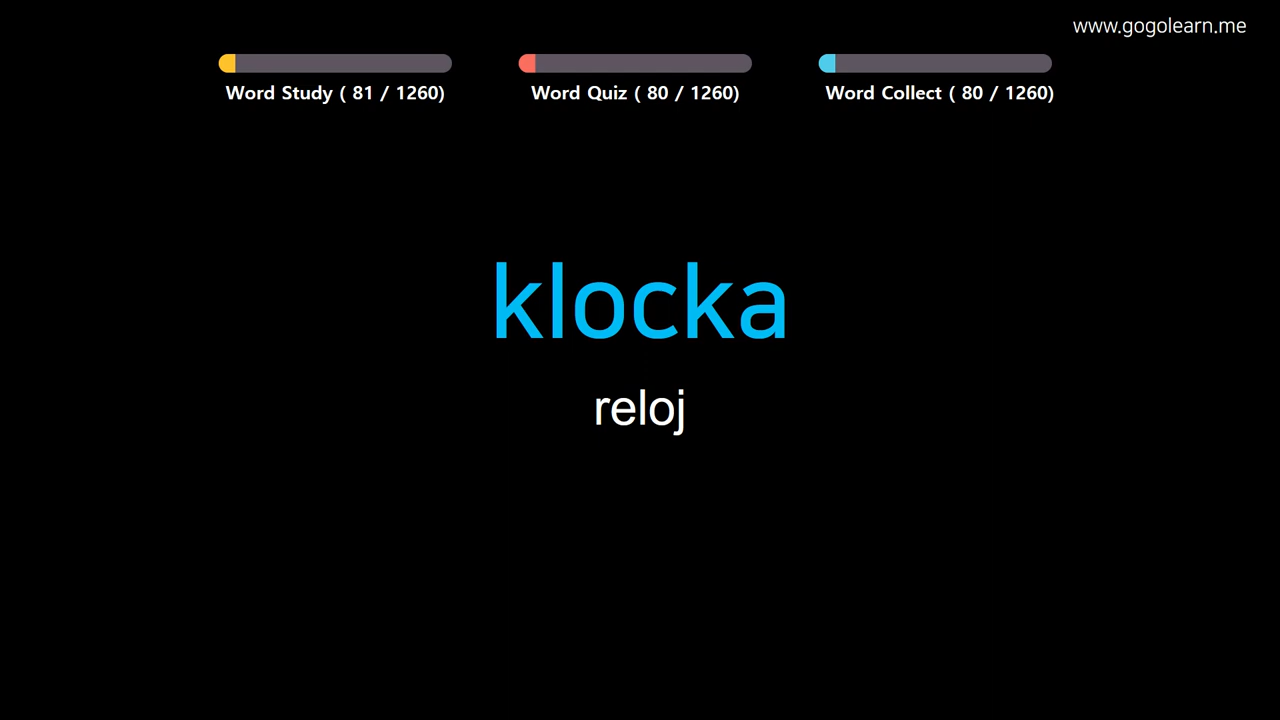 www.gogolearn.me
Word Study ( 81 / 1260)
Word Quiz ( 80 / 1260)
Word Collect ( 80 / 1260)
klocka
reloj